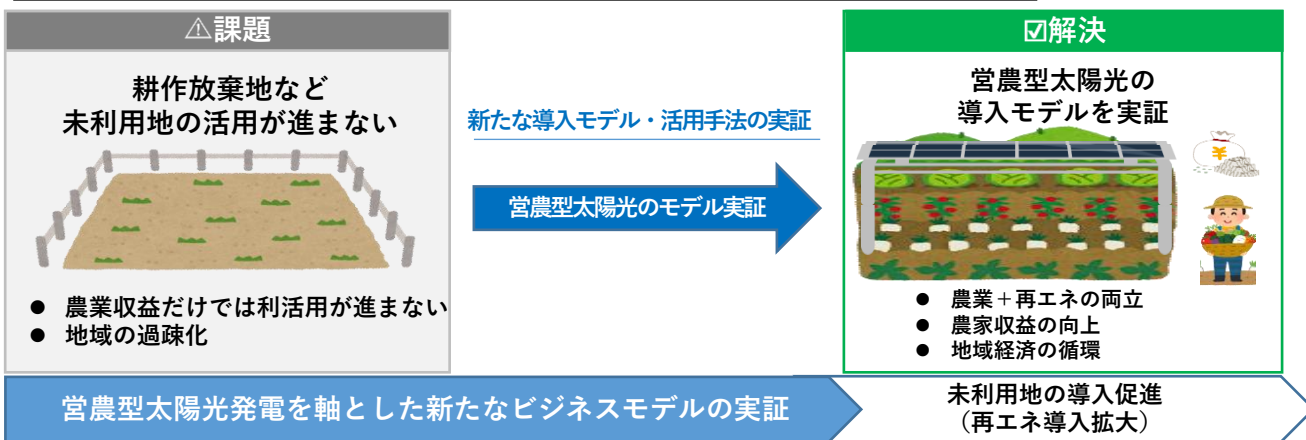 ⚠課題
耕作放棄地など
未利用地の活用が進まない
● 農業収益だけでは利活用が進まない
● 地域の過疎化
新たな導入モデル・活用手法の実証
営農型太陽光のモデル実証
☑解決
営農型太陽光の
導入モデルを実証
¥
● 農業+再エネの両立
● 農家収益の向上
● 地域経済の循環
営農型太陽光発電を軸とした新たなビジネスモデルの実証
未利用地の導入促進
(再エネ導入拡大)